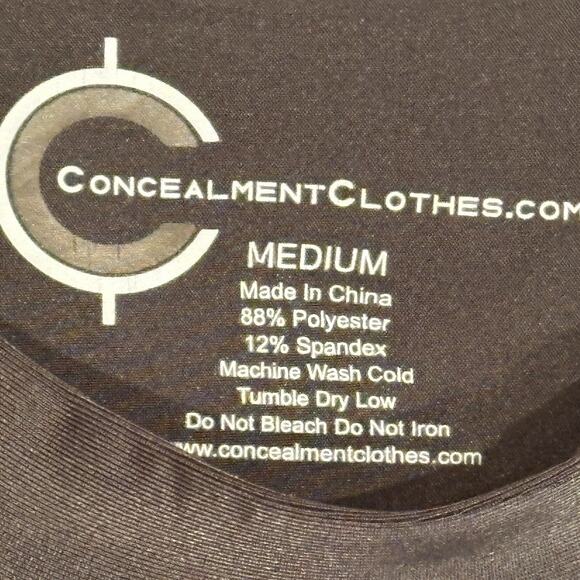 CONCEALMENTCLOTHES.COM
MEDIUM
Made In China
88% Polyester
12% Spandex
Machine Wash Cold
Tumble Dry Low
Do Not Bleach Do Not Iron
www.concealmentclothes.com